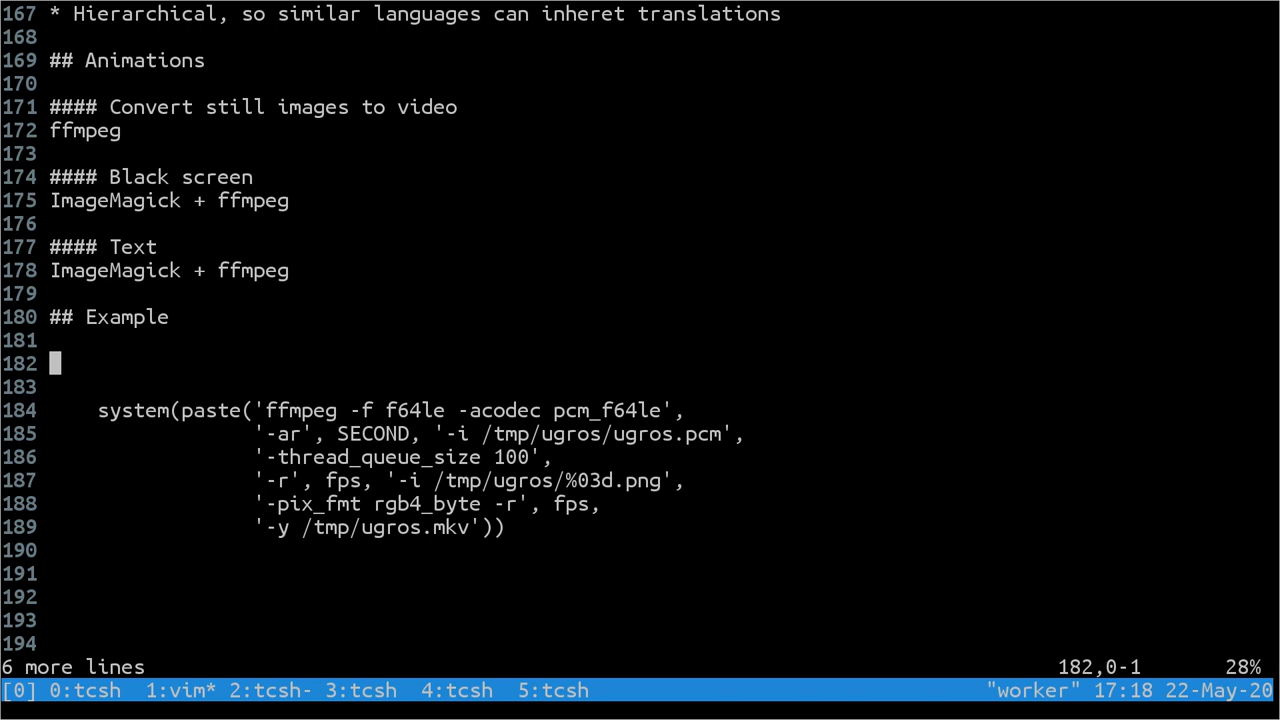 167 * Hierarchical, so similar languages can inheret translations
168
169 ## Animations
170
171 #### Convert still images to video
172 ffmpeg
173
174 #### Black screen
175 ImageMagick + ffmpeg
176
177 #### Text
178 ImageMagick + ffmpeg
179
180 ## Example
181
182
183
184     system(paste('ffmpeg -f f64le -acodec pcm_f64le',
185                  '-ar', SECOND, '-i /tmp/ugros/ugros.pcm',
186                  '-thread_queue_size 100',
187                  '-r', fps, '-i /tmp/ugros/%03d.png',
188                  '-pix_fmt rgb4_byte -r', fps,
189                  '-y /tmp/ugros.mkv'))
190
191
192
193
194
6 more lines 182,0-1 28%
[0] 0:tcsh  1:vim* 2:tcsh- 3:tcsh  4:tcsh  5:tcsh "worker" 17:18 22-May-20